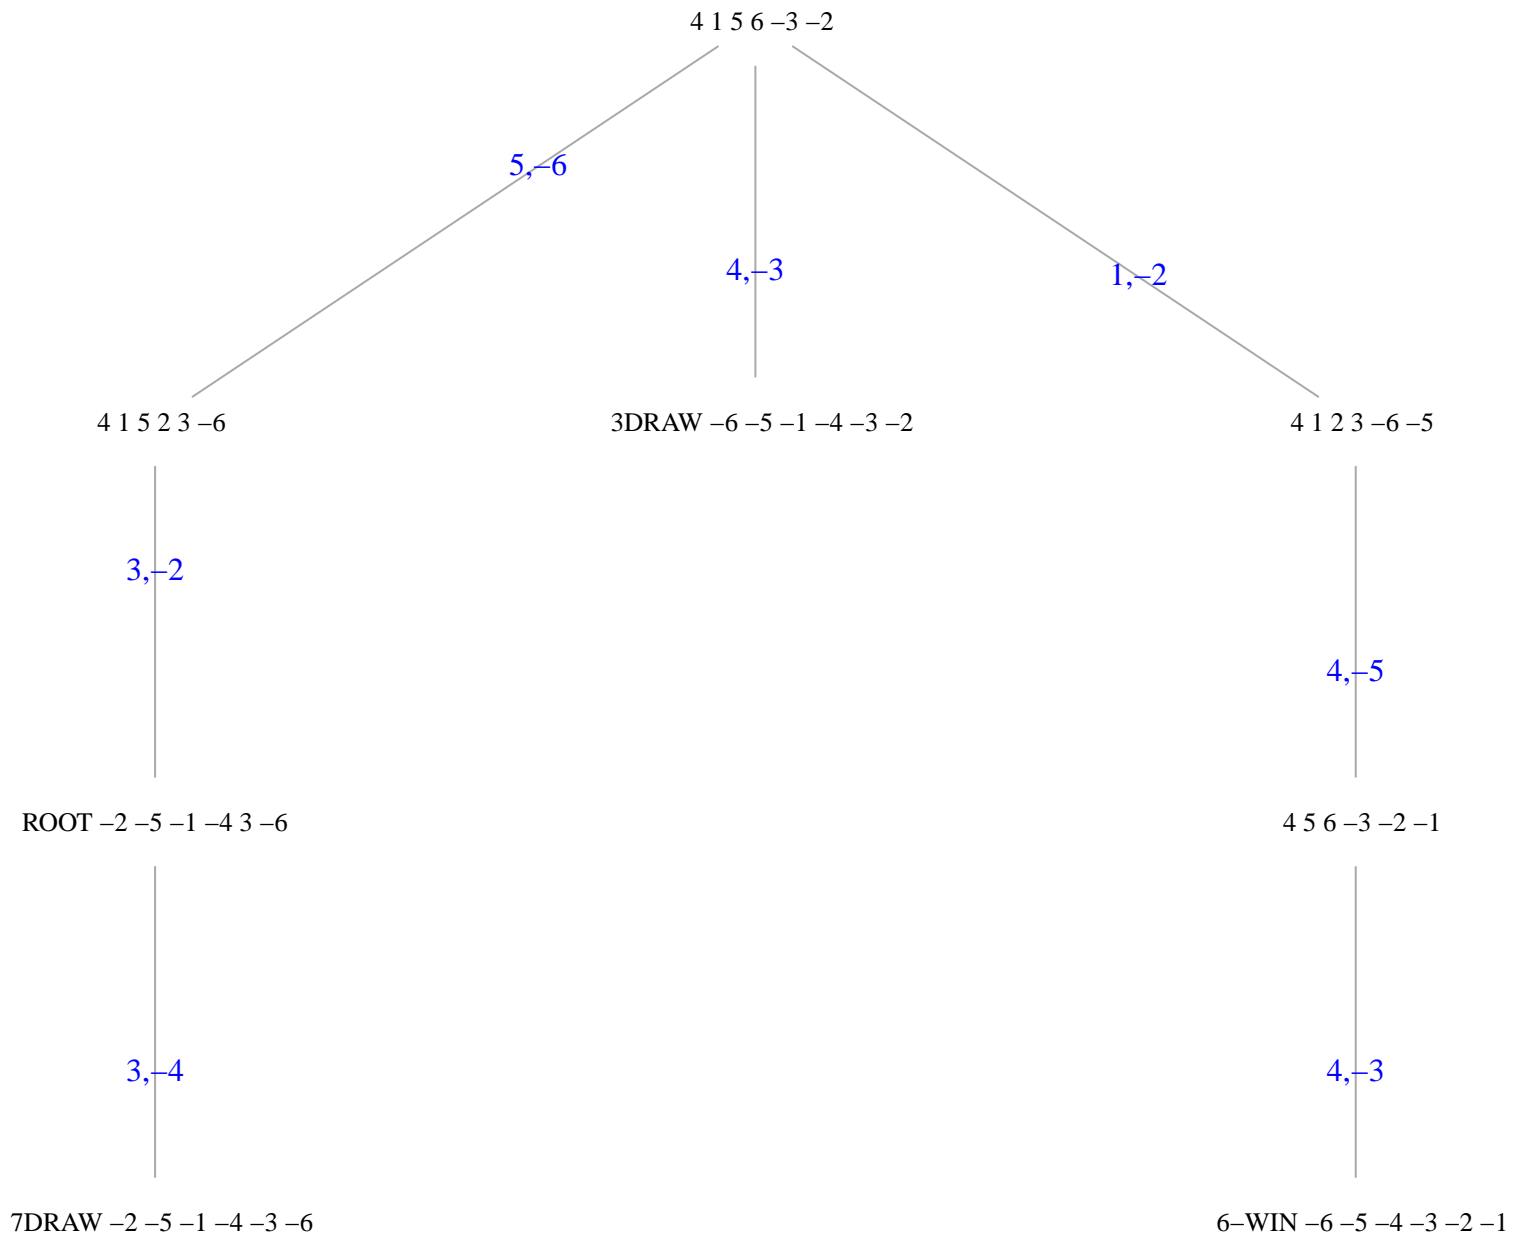 4 1 5 6 –3 –2
5,–6
4,–3
1,–2
4 1 5 2 3 –6
3DRAW –6 –5 –1 –4 –3 –2
4 1 2 3 –6 –5
3,–2
4,–5
ROOT –2 –5 –1 –4 3 –6
4 5 6 –3 –2 –1
3,–4
4,–3
7DRAW –2 –5 –1 –4 –3 –6
6–WIN –6 –5 –4 –3 –2 –1